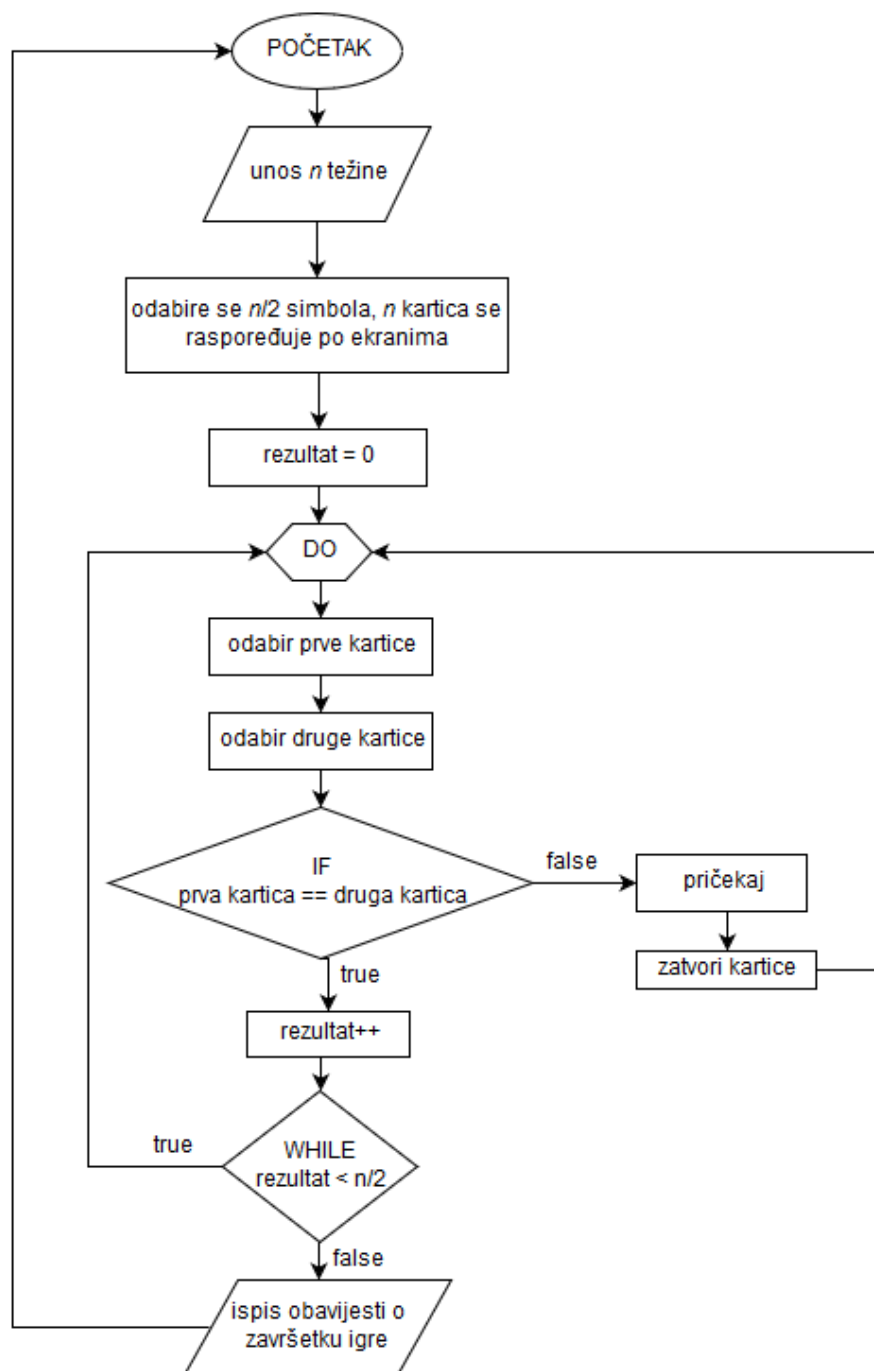 POČETAK
unos n težine
odabire se n/2 simbola, n kartica se
raspoređuje po ekranima
rezultat = 0
DO
odabir prve kartice
odabir druge kartice
IF
prva kartica == druga kartica
false
pričekaj
zatvori kartice
true
rezultat++
WHILE
rezultat < n/2
true
false
ispis obavijesti o
završetku igre